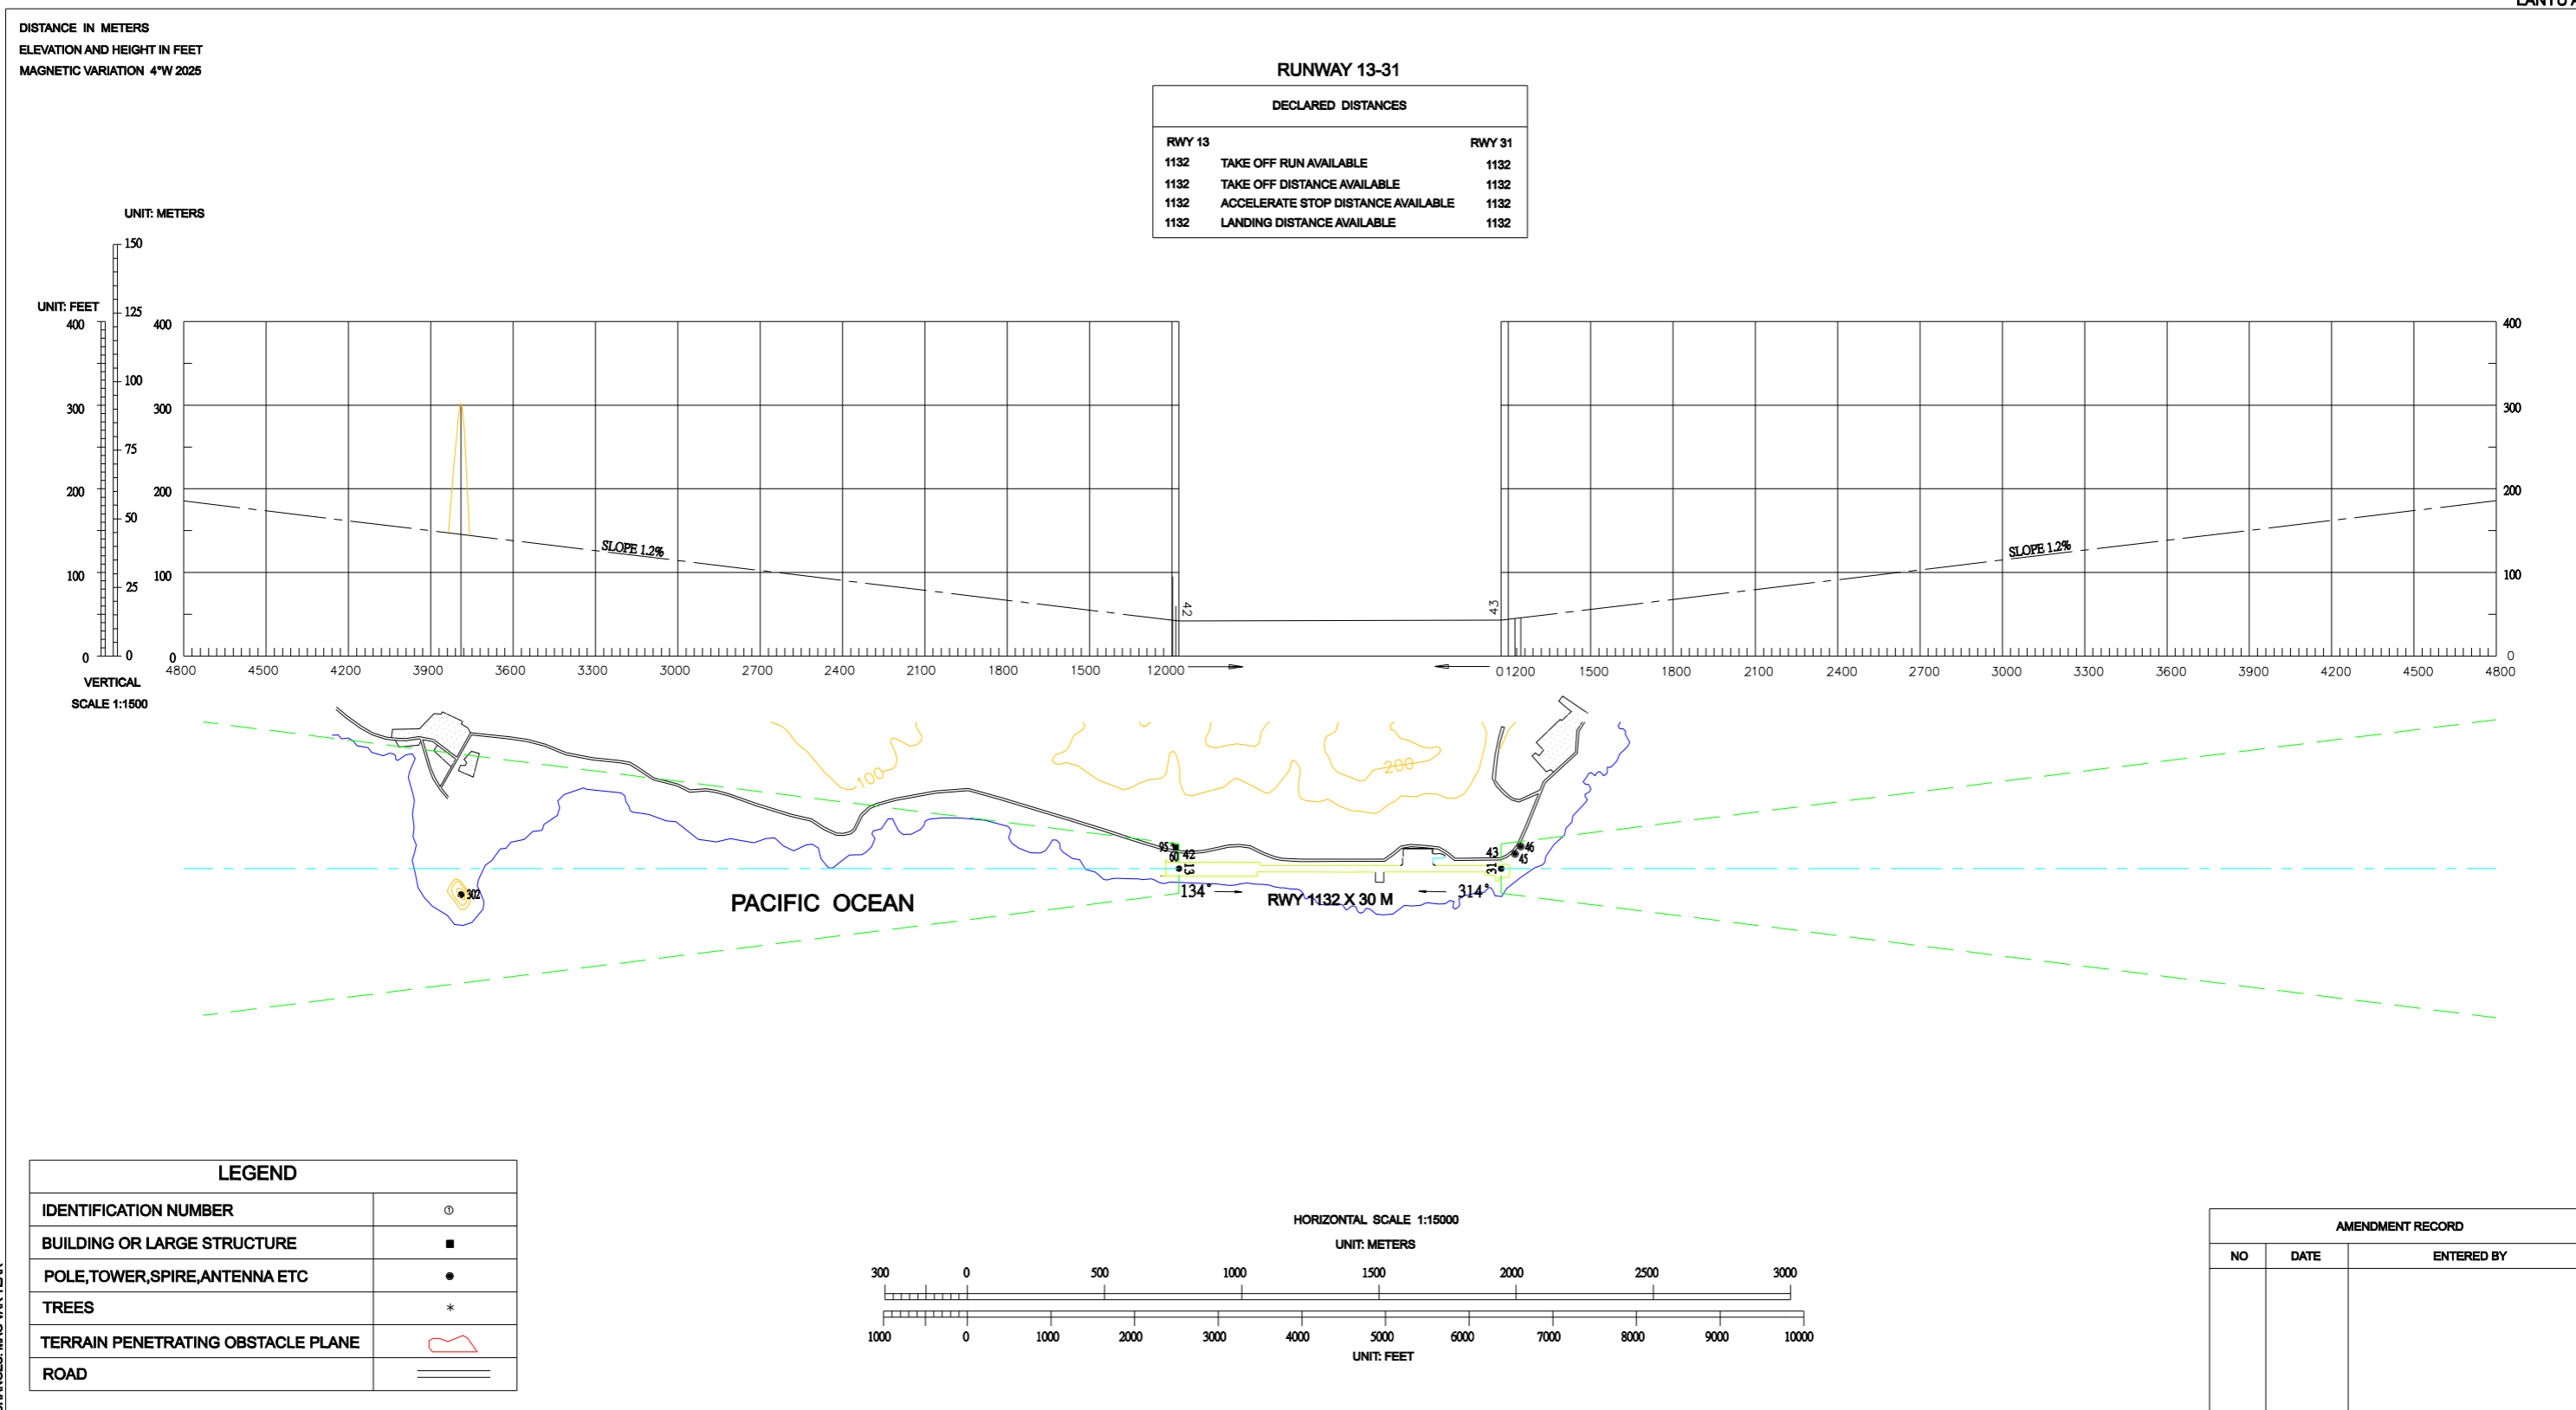 DISTANCE IN METERS
ELEVATION AND HEIGHT IN FEET
MAGNETIC VARIATION 4°W 2025
RUNWAY 13-31
DECLARED DISTANCES
RWY 13 RWY 31
1132 TAKE OFF RUN AVAILABLE 1132
1132 TAKE OFF DISTANCE AVAILABLE 1132
1132 ACCELERATE STOP DISTANCE AVAILABLE 1132
1132 LANDING DISTANCE AVAILABLE 1132
UNIT: METERS
150
125
100
75
50
25
0
UNIT: FEET
400
300
200
100
0
400
300
200
100
0
400
300
200
100
0
SLOPE 1.2%
SLOPE 1.2%
42
43
4800 4500 4200 3900 3600 3300 3000 2700 2400 2100 1800 1500 1200 0
0 1200 1500 1800 2100 2400 2700 3000 3300 3600 3900 4200 4500 4800
VERTICAL
SCALE 1:1500
100
200
95
60
42
13
43
31
46
45
302
134°
314°
RWY 1132 X 30 M
PACIFIC OCEAN
LEGEND
IDENTIFICATION NUMBER 1
BUILDING OR LARGE STRUCTURE
POLE,TOWER,SPIRE,ANTENNA ETC
TREES
TERRAIN PENETRATING OBSTACLE PLANE
ROAD
HORIZONTAL SCALE 1:15000
UNIT: METERS
300 0 500 1000 1500 2000 2500 3000
1000 0 1000 2000 3000 4000 5000 6000 7000 8000 9000 10000
UNIT: FEET
AMENDMENT RECORD
NO DATE ENTERED BY